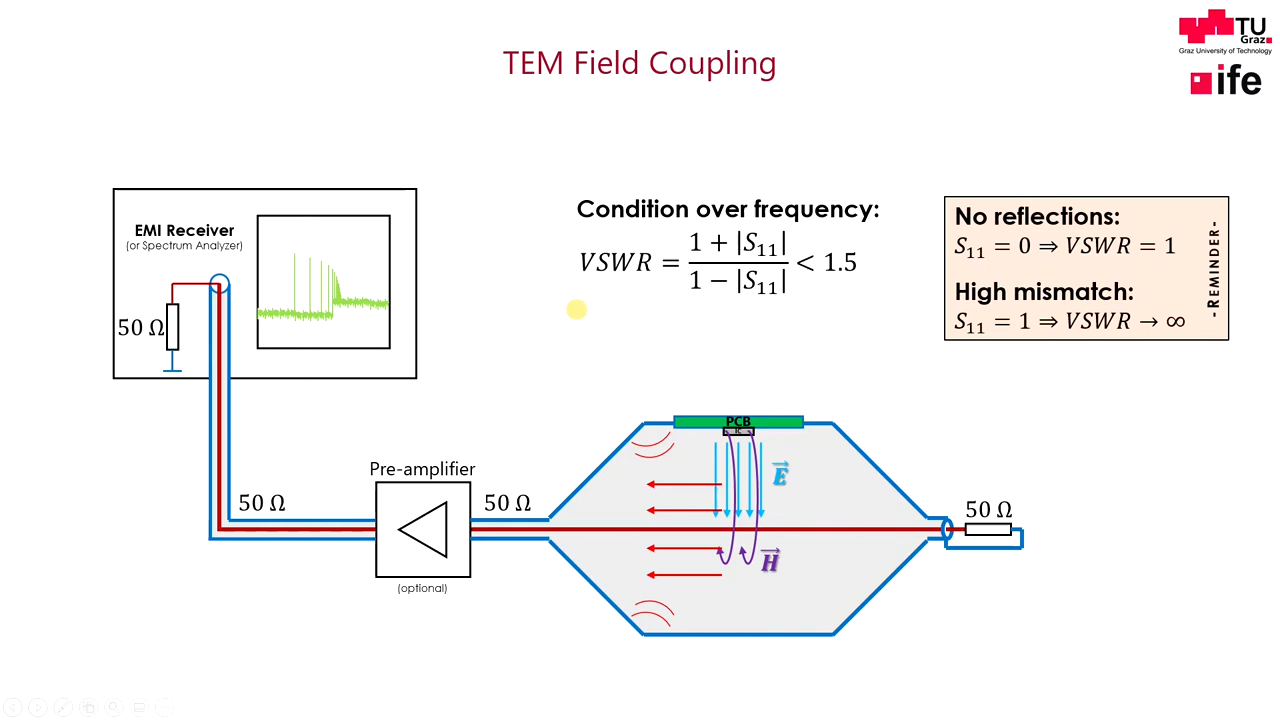 TEM Field Coupling
TU
Graz
Graz University of Technology
ife
EMI Receiver
(or Spectrum Analyzer)
50 Ω
Condition over frequency:
VSWR = (1 + |S₁₁|) / (1 − |S₁₁|) < 1.5
No reflections:
S₁₁ = 0 ⇒ VSWR = 1
High mismatch:
S₁₁ = 1 ⇒ VSWR → ∞
-REMINDER-
PCB
IC
E⃗
H⃗
Pre-amplifier
50 Ω
50 Ω
50 Ω
(optional)